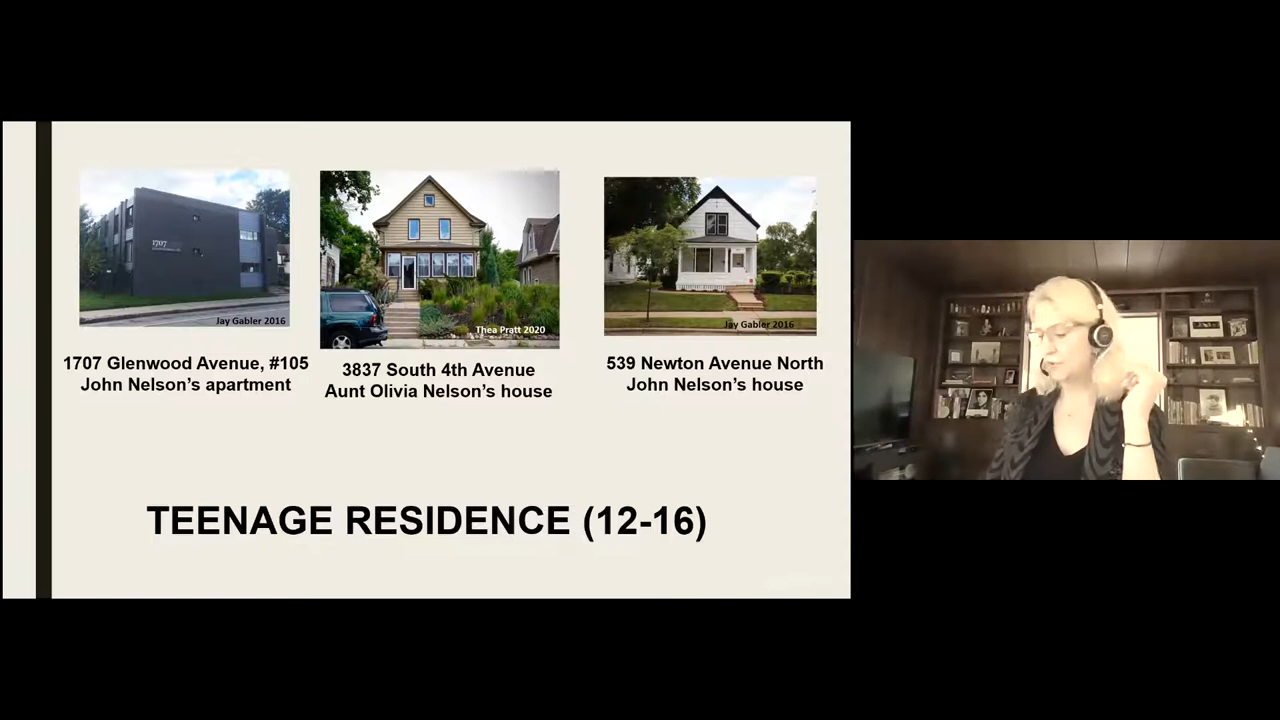 1707
Jay Gabler 2016
1707 Glenwood Avenue, #105
John Nelson’s apartment
Thea Pratt 2020
3837 South 4th Avenue
Aunt Olivia Nelson’s house
Jay Gabler 2016
539 Newton Avenue North
John Nelson’s house
TEENAGE RESIDENCE (12-16)